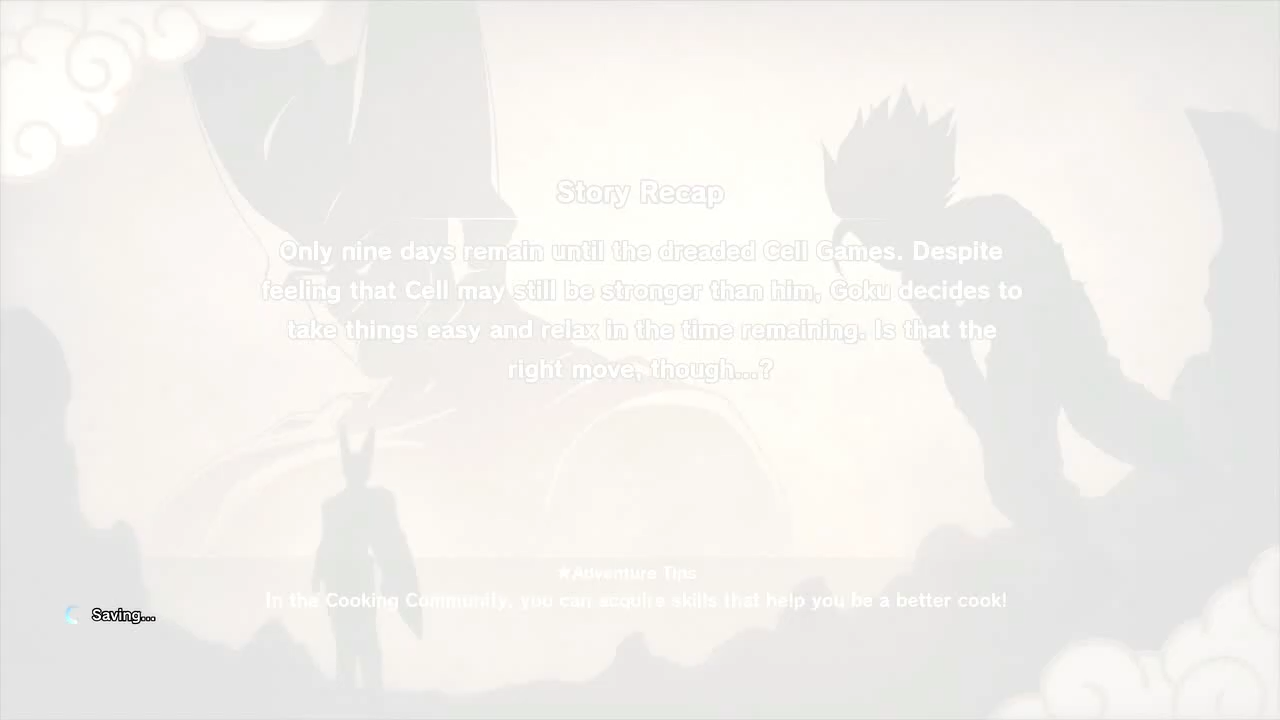 Story Recap
Only nine days remain until the dreaded Cell Games. Despite
feeling that Cell may still be stronger than him, Goku decides to
take things easy and relax in the time remaining. Is that the
right move, though...?
★Adventure Tips
In the Cooking Community, you can acquire skills that help you be a better cook!
Saving...